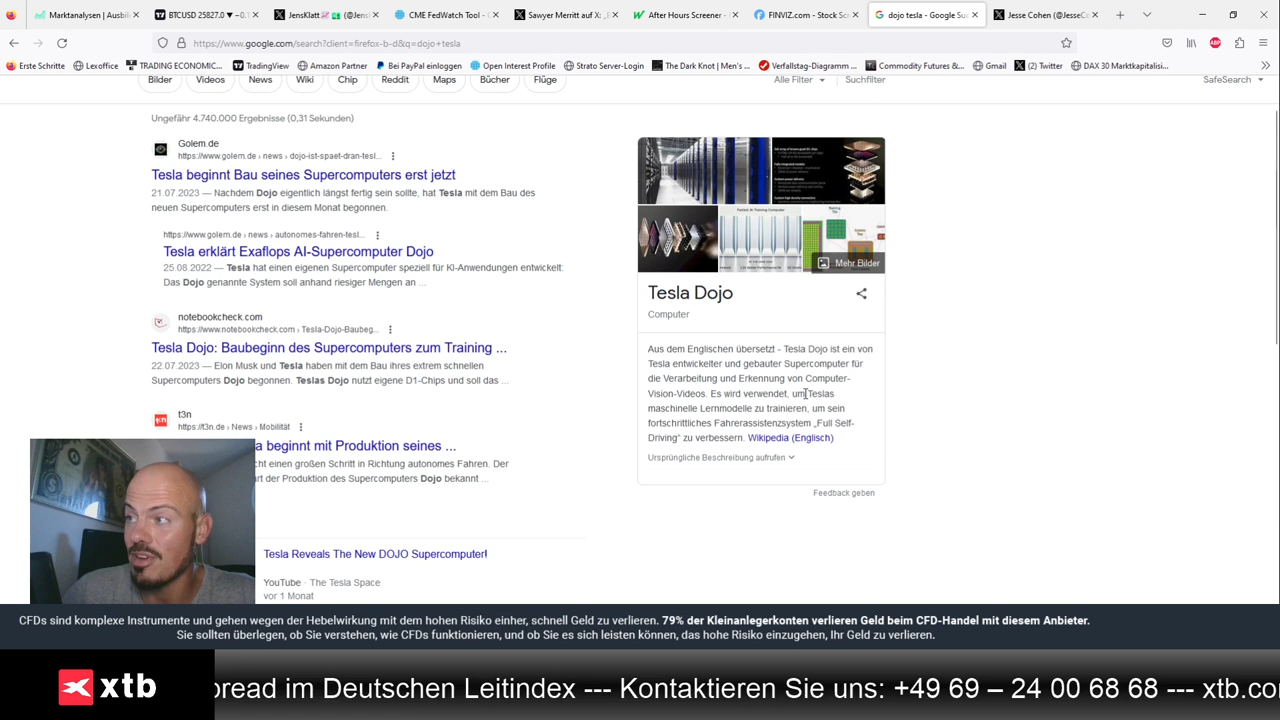 Marktanalysen | Ausbil
BTCUSD 25827.0 ▼ −0.1
JensKlatt
CME FedWatch Tool - C
Sawyer Merritt auf X: „E
After Hours Screener -
FINVIZ.com - Stock Scr
dojo tesla - Google Suc
Jesse Cohen (@JesseC
https://www.google.com/search?client=firefox-b-d&q=dojo+tesla
Erste Schritte
Lexoffice
TRADING ECONOMIC...
TradingView
Amazon Partner
Bei PayPal einloggen
Open Interest Profile
Strato Server-Login
The Dark Knot | Men's ...
Verfallstag-Diagramm ...
Commodity Futures &...
Gmail
(2) Twitter
DAX 30 Marktkapitalisi...
Bilder
Videos
News
Wiki
Chip
Reddit
Maps
Bücher
Flüge
Alle Filter
Suchfilter
SafeSearch
Ungefähr 4.740.000 Ergebnisse (0,31 Sekunden)
Golem.de
https://www.golem.de › news › dojo-ist-spaet-dran-tesl...
Tesla beginnt Bau seines Supercomputers erst jetzt
21.07.2023 — Nachdem Dojo eigentlich längst fertig sein sollte, hat Tesla mit dem Bau des
neuen Supercomputers erst in diesem Monat begonnen.
https://www.golem.de › news › autonomes-fahren-tesl...
Tesla erklärt Exaflops AI-Supercomputer Dojo
25.08.2022 — Tesla hat einen eigenen Supercomputer speziell für KI-Anwendungen entwickelt:
Das Dojo genannte System soll anhand riesiger Mengen an ...
notebookcheck.com
https://www.notebookcheck.com › Tesla-Dojo-Baubeg...
Tesla Dojo: Baubeginn des Supercomputers zum Training ...
22.07.2023 — Elon Musk und Tesla haben mit dem Bau ihres extrem schnellen
Supercomputers Dojo begonnen. Teslas Dojo nutzt eigene D1-Chips und soll das ...
t3n
https://t3n.de › News › Mobilität
a beginnt mit Produktion seines ...
cht einen großen Schritt in Richtung autonomes Fahren. Der
rt der Produktion des Supercomputers Dojo bekannt ...
Tesla Reveals The New DOJO Supercomputer!
YouTube · The Tesla Space
vor 1 Monat
Mehr Bilder
Tesla Dojo
Computer
Aus dem Englischen übersetzt - Tesla Dojo ist ein von
Tesla entwickelter und gebauter Supercomputer für
die Verarbeitung und Erkennung von Computer-
Vision-Videos. Es wird verwendet, um Teslas
maschinelle Lernmodelle zu trainieren, um sein
fortschrittliches Fahrerassistenzsystem „Full Self-
Driving“ zu verbessern. Wikipedia (Englisch)
Ursprüngliche Beschreibung aufrufen
Feedback geben
CFDs sind komplexe Instrumente und gehen wegen der Hebelwirkung mit dem hohen Risiko einher, schnell Geld zu verlieren. 79% der Kleinanlegerkonten verlieren Geld beim CFD-Handel mit diesem Anbieter.
Sie sollten überlegen, ob Sie verstehen, wie CFDs funktionieren, und ob Sie es sich leisten können, das hohe Risiko einzugehen, Ihr Geld zu verlieren.
xtb
pread im Deutschen Leitindex --- Kontaktieren Sie uns: +49 69 – 24 00 68 68 --- xtb.co